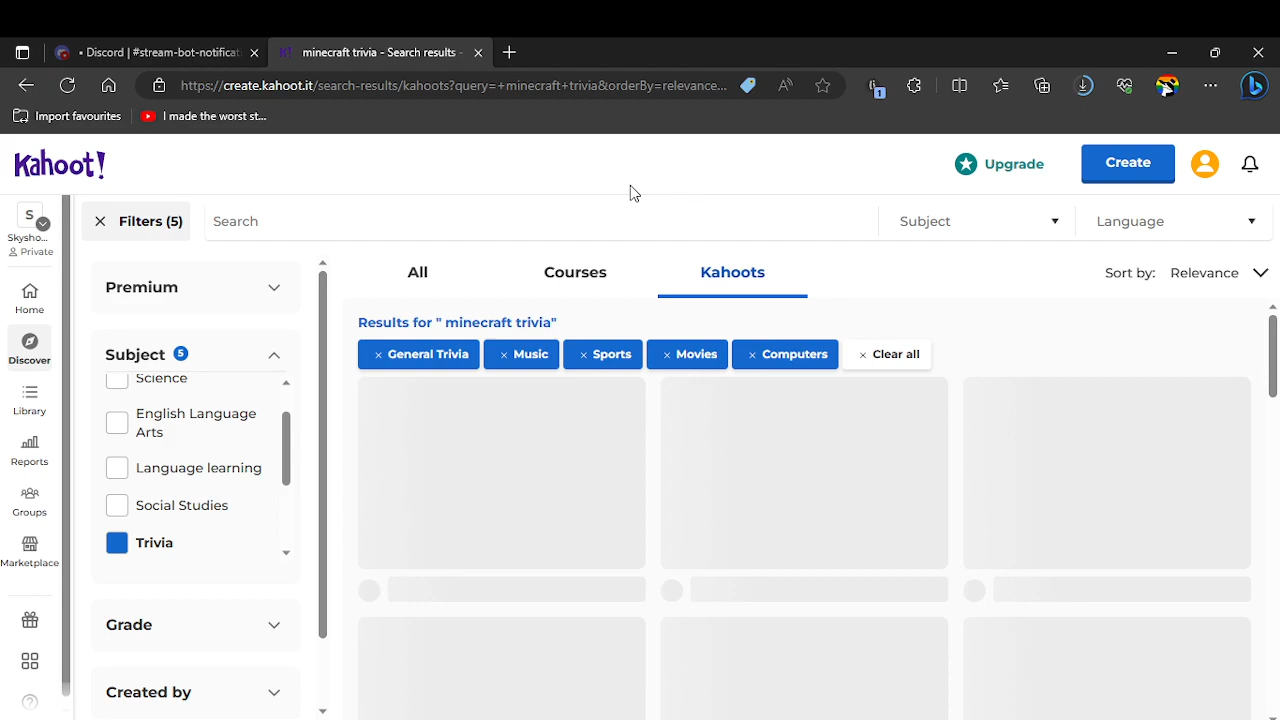 Discord | #stream-bot-notificat
minecraft trivia - Search results -
https://create.kahoot.it/search-results/kahoots?query=+minecraft+trivia&orderBy=relevance...
1
Import favourites
I made the worst st...
Kahoot!
Upgrade
Create
S
Skysho...
Private
Home
Discover
Library
Reports
Groups
Marketplace
Filters (5)
Search
Subject
Language
Premium
Subject 5
Science
English Language
Arts
Language learning
Social Studies
Trivia
Grade
Created by
All
Courses
Kahoots
Sort by: Relevance
Results for " minecraft trivia"
× General Trivia
× Music
× Sports
× Movies
× Computers
× Clear all